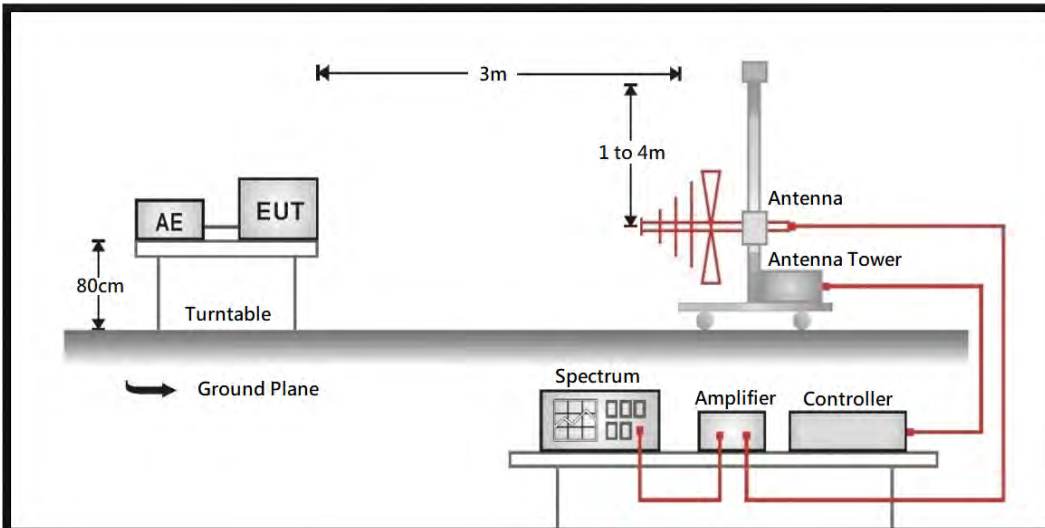 3m
1 to 4m
Antenna
AE
EUT
Antenna Tower
80cm
Turntable
Ground Plane
Spectrum
Amplifier
Controller